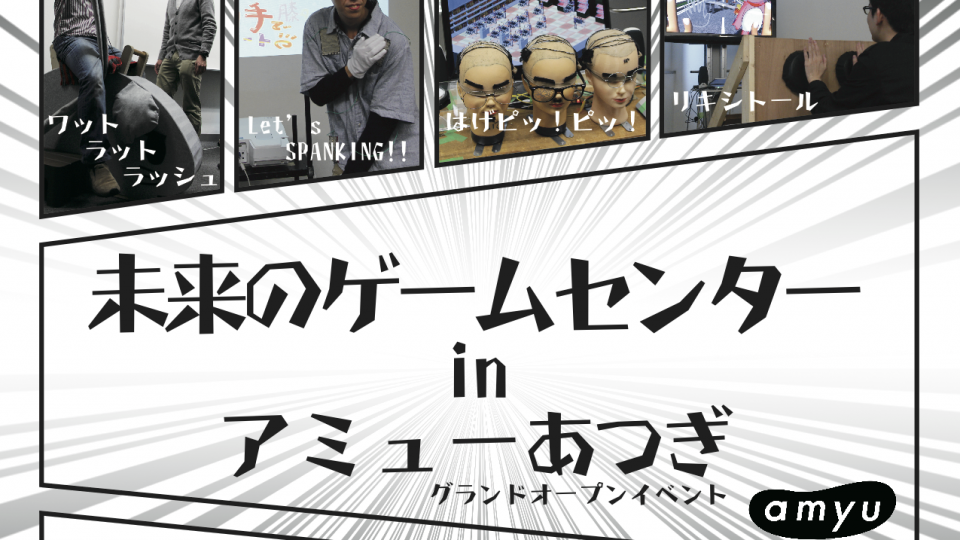 ワット
ラット
ラッシュ
Let's
SPANKING!!
はげピッ!ピッ!
リキシトール
未来のゲームセンター
in
アミューあつぎ
グランドオープンイベント
amyu